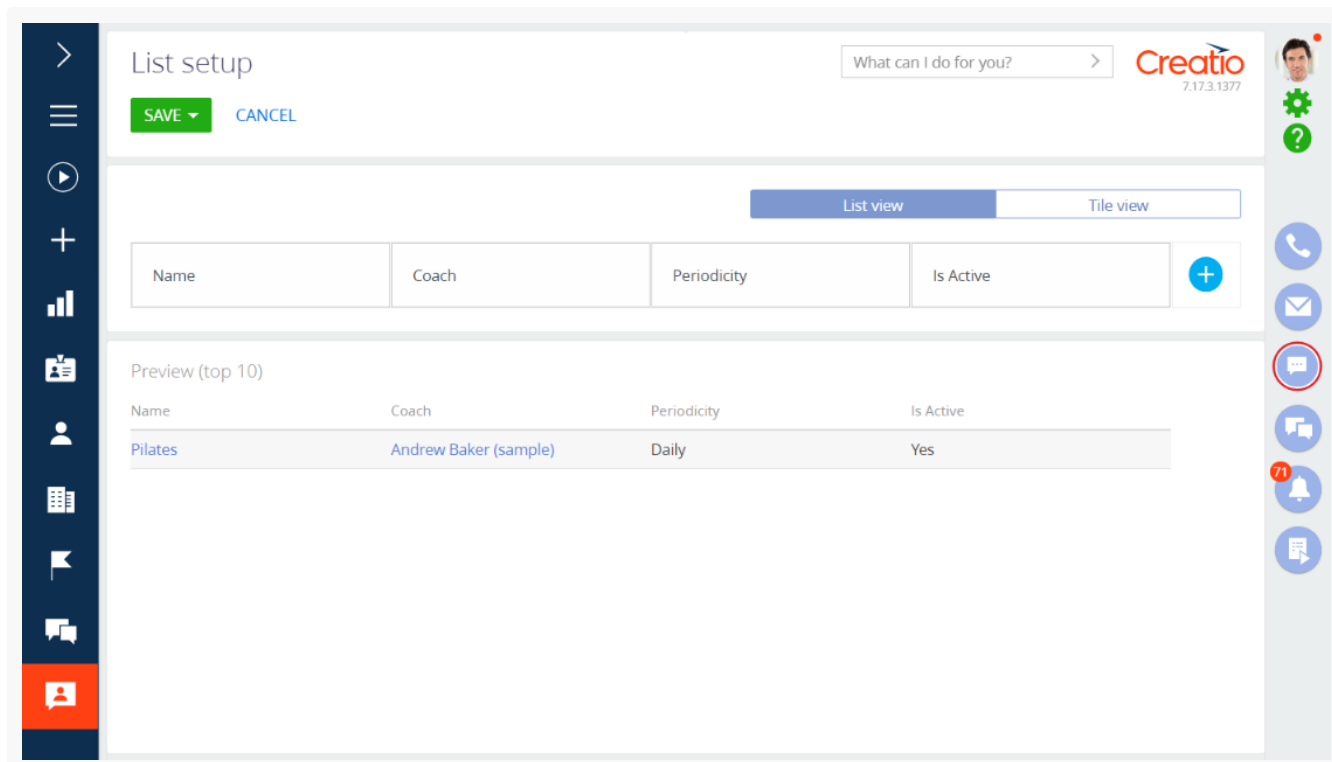 List setup
What can I do for you?
Creatio
7.17.3.1377
SAVE
CANCEL
List view
Tile view
Name
Coach
Periodicity
Is Active
Preview (top 10)
Name
Coach
Periodicity
Is Active
Pilates
Andrew Baker (sample)
Daily
Yes
71